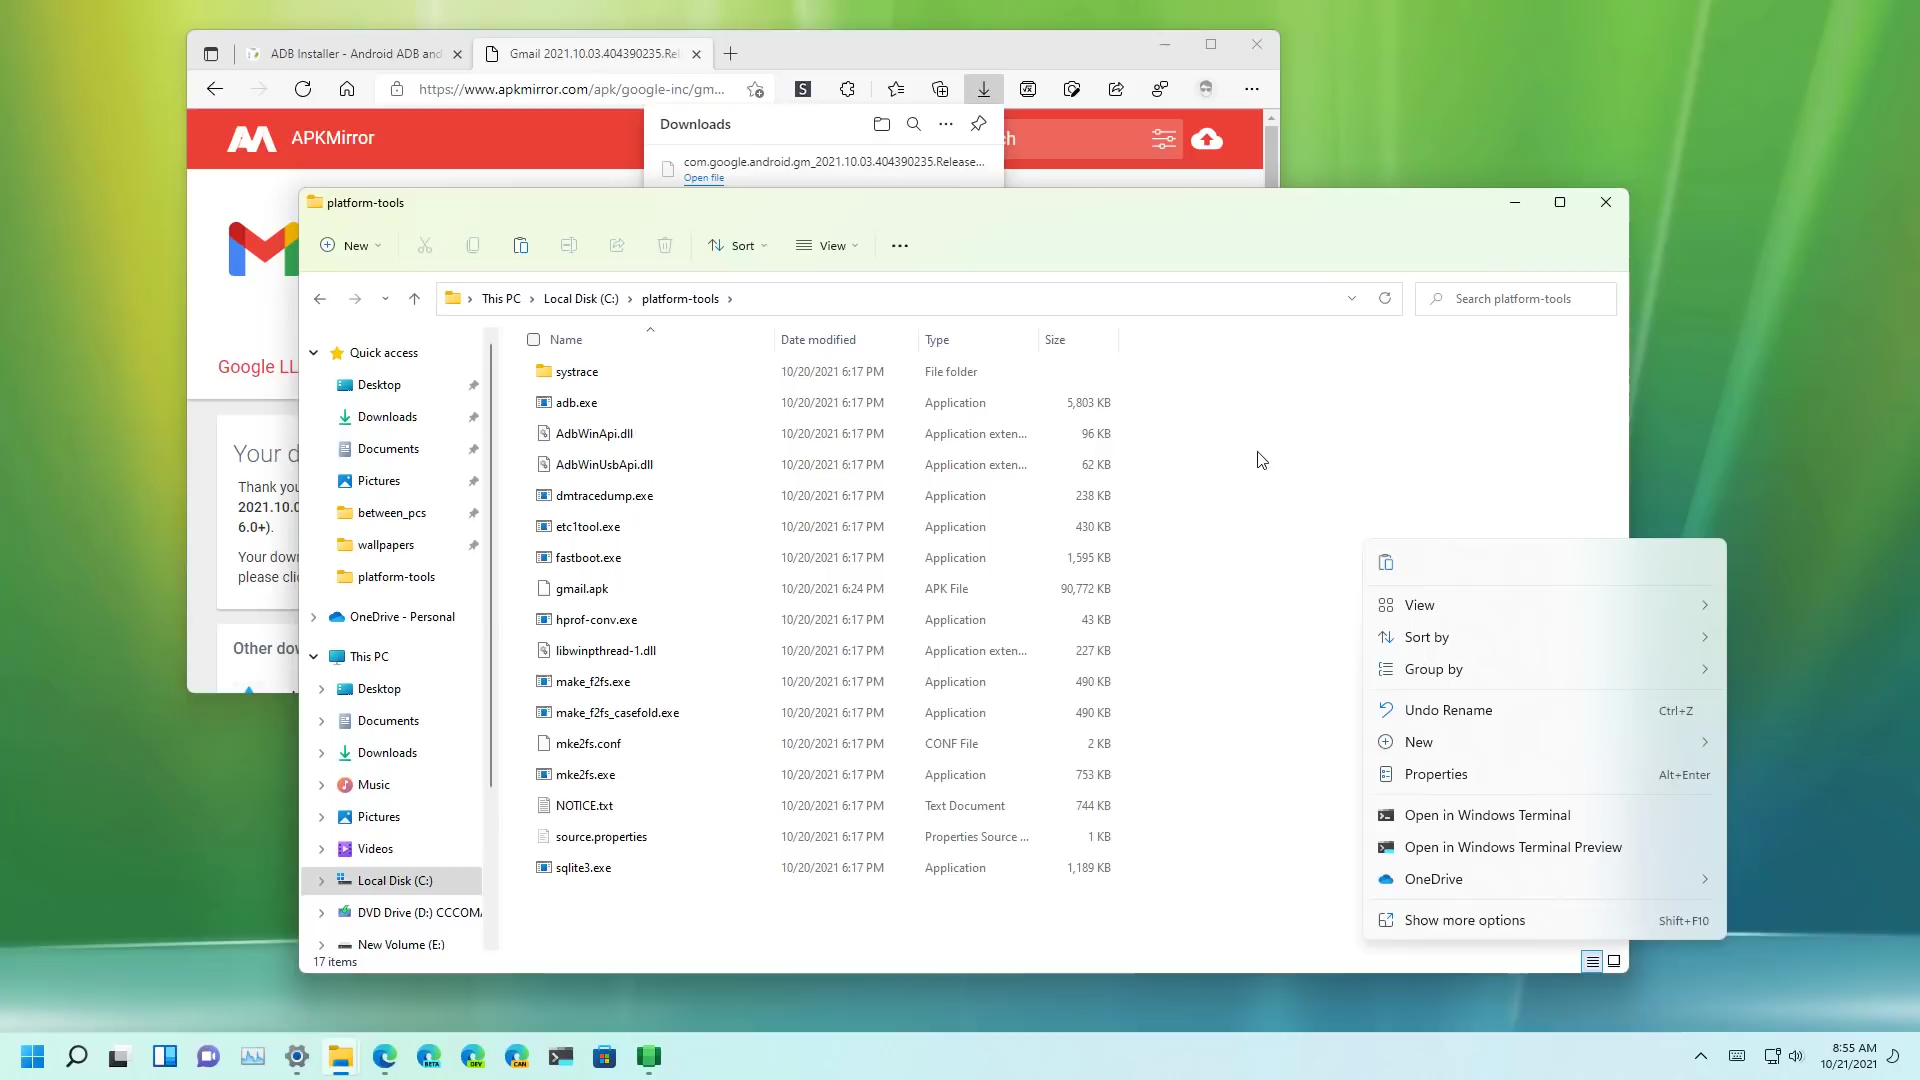 ADB Installer - Android ADB and
Gmail 2021.10.03.404390235.Rel
https://www.apkmirror.com/apk/google-inc/gm...
APKMirror
Downloads
ch
com.google.android.gm_2021.10.03.404390235.Release...
Open file
Google LL
Your d
Thank you
2021.10.0
6.0+).
Your down
please clic
Other dow
platform-tools
New
Sort
View
This PC
Local Disk (C:)
platform-tools
Search platform-tools
Quick access
Desktop
Downloads
Documents
Pictures
between_pcs
wallpapers
platform-tools
OneDrive - Personal
This PC
Desktop
Documents
Downloads
Music
Pictures
Videos
Local Disk (C:)
DVD Drive (D:) CCCOMA
New Volume (E:)
Name Date modified Type Size
systrace 10/20/2021 6:17 PM File folder
adb.exe 10/20/2021 6:17 PM Application 5,803 KB
AdbWinApi.dll 10/20/2021 6:17 PM Application exten... 96 KB
AdbWinUsbApi.dll 10/20/2021 6:17 PM Application exten... 62 KB
dmtracedump.exe 10/20/2021 6:17 PM Application 238 KB
etc1tool.exe 10/20/2021 6:17 PM Application 430 KB
fastboot.exe 10/20/2021 6:17 PM Application 1,595 KB
gmail.apk 10/20/2021 6:24 PM APK File 90,772 KB
hprof-conv.exe 10/20/2021 6:17 PM Application 43 KB
libwinpthread-1.dll 10/20/2021 6:17 PM Application exten... 227 KB
make_f2fs.exe 10/20/2021 6:17 PM Application 490 KB
make_f2fs_casefold.exe 10/20/2021 6:17 PM Application 490 KB
mke2fs.conf 10/20/2021 6:17 PM CONF File 2 KB
mke2fs.exe 10/20/2021 6:17 PM Application 753 KB
NOTICE.txt 10/20/2021 6:17 PM Text Document 744 KB
source.properties 10/20/2021 6:17 PM Properties Source ... 1 KB
sqlite3.exe 10/20/2021 6:17 PM Application 1,189 KB
17 items
View
Sort by
Group by
Undo Rename Ctrl+Z
New
Properties Alt+Enter
Open in Windows Terminal
Open in Windows Terminal Preview
OneDrive
Show more options Shift+F10
BETA
DEV
CAN
8:55 AM
10/21/2021